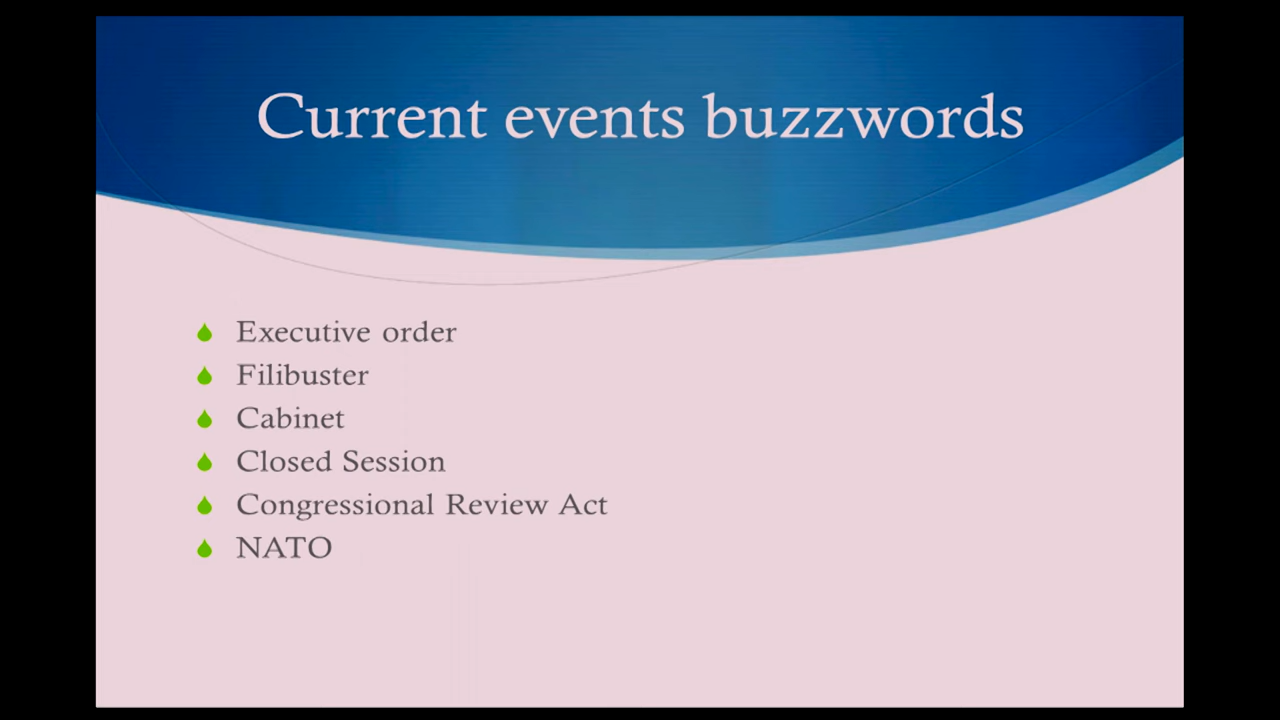 Current events buzzwords
Executive order
Filibuster
Cabinet
Closed Session
Congressional Review Act
NATO